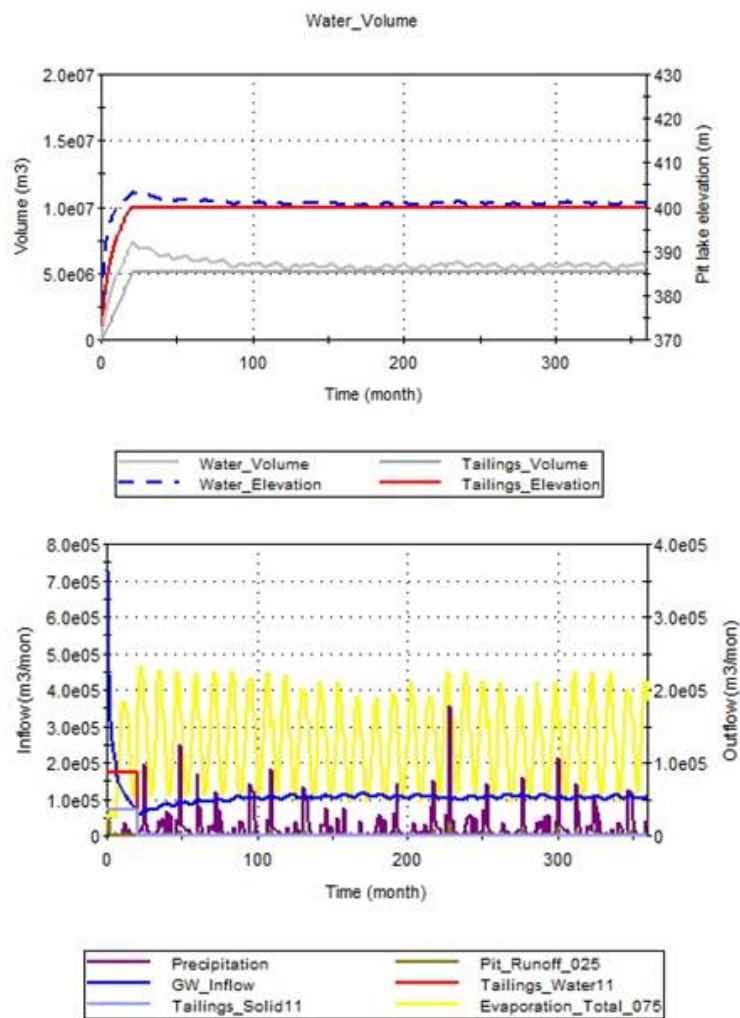 Water_Volume
2.0e07
1.5e07
1.0e07
5.0e06
0
Volume (m3)
430
420
410
400
390
380
370
Pit lake elevation (m)
0
100
200
300
Time (month)
Water_Volume
Tailings_Volume
Water_Elevation
Tailings_Elevation
8.0e05
7.0e05
6.0e05
5.0e05
4.0e05
3.0e05
2.0e05
1.0e05
0
Inflow (m3/mon)
4.0e05
3.0e05
2.0e05
1.0e05
0
Outflow (m3/mon)
0
100
200
300
Time (month)
Precipitation
Pit_Runoff_025
GW_Inflow
Tailings_Water11
Tailings_Solid11
Evaporation_Total_075